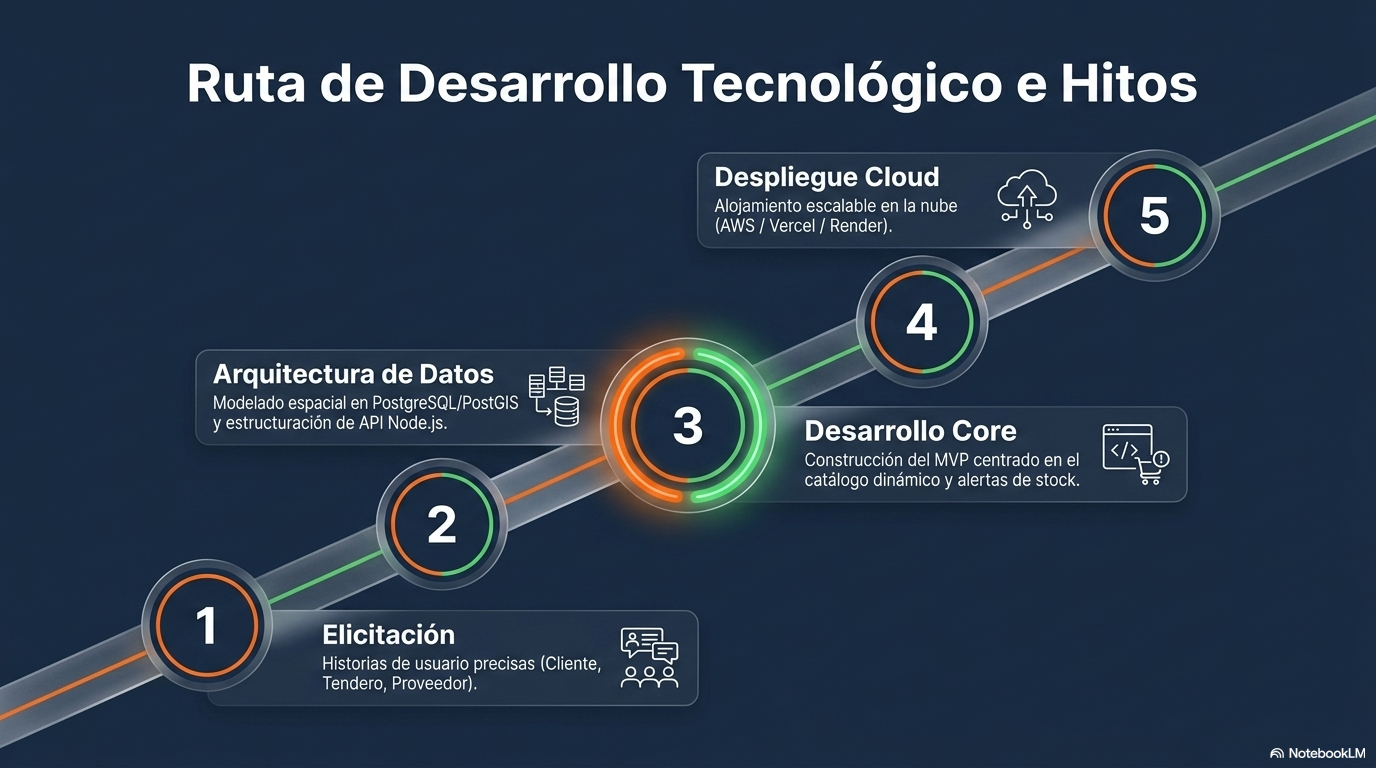 Ruta de Desarrollo Tecnológico e Hitos
Despliegue Cloud
Alojamiento escalable en la nube
(AWS / Vercel / Render).
5
4
Arquitectura de Datos
Modelado espacial en PostgreSQL/PostGIS
y estructuración de API Node.js.
3
Desarrollo Core
Construcción del MVP centrado en el
catálogo dinámico y alertas de stock.
</>
2
1
Elicitación
Historias de usuario precisas (Cliente,
Tendero, Proveedor).
NotebookLM